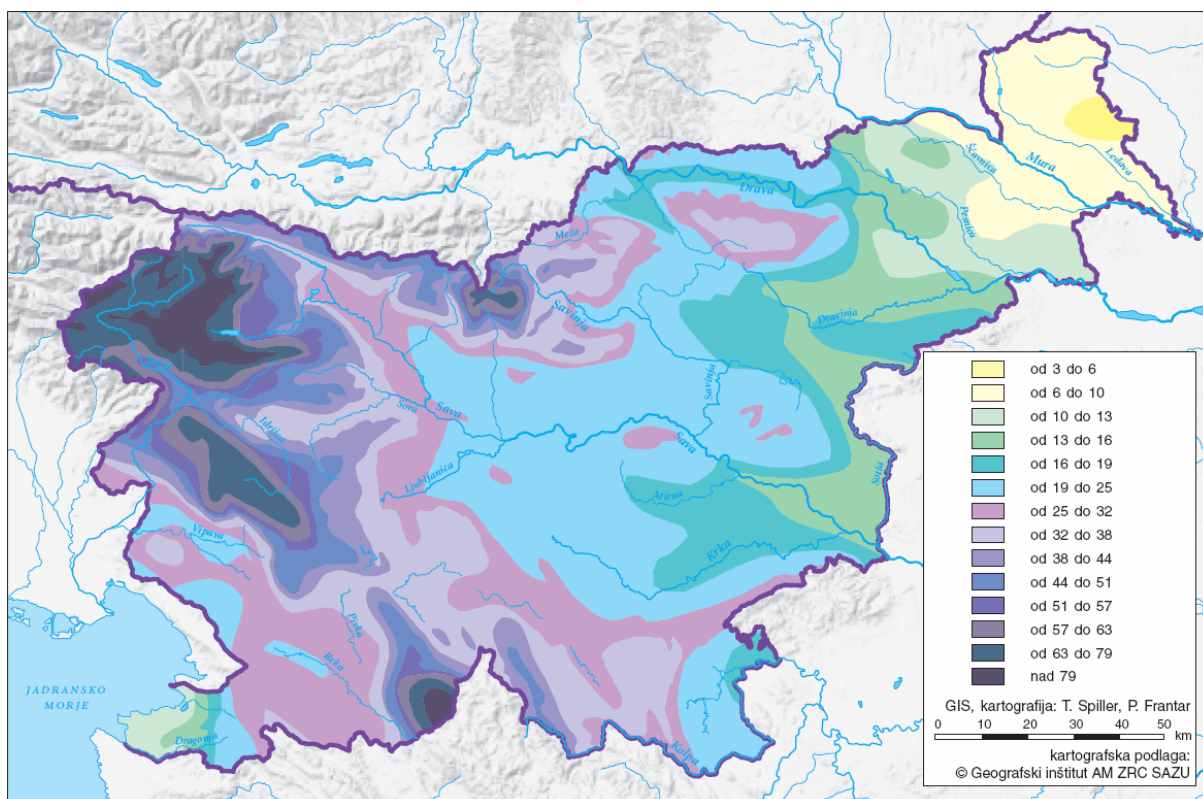 Mura
Ledava
Ščavnica
Drava
Pesnica
Meža
Dravinja
Savinja
Savinja
Sora
Sava
Idrijca
Sava
Ljubljanica
Mirna
Sotla
Vipava
Krka
Pivka
Reka
JADRANSKO
MORJE
Dragonja
Kolpa
od 3 do 6
od 6 do 10
od 10 do 13
od 13 do 16
od 16 do 19
od 19 do 25
od 25 do 32
od 32 do 38
od 38 do 44
od 44 do 51
od 51 do 57
od 57 do 63
od 63 do 79
nad 79
GIS, kartografija: T. Spiller, P. Frantar
0 10 20 30 40 50
km
kartografska podlaga:
© Geografski inštitut AM ZRC SAZU